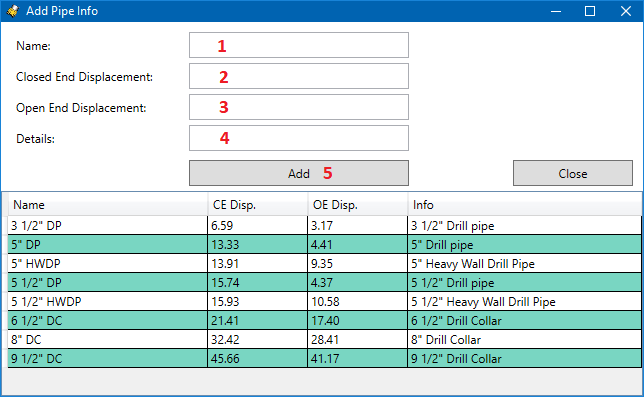 Add Pipe Info
Name: 1
Closed End Displacement: 2
Open End Displacement: 3
Details: 4
Add 5 Close
Name CE Disp. OE Disp. Info
3 1/2" DP 6.59 3.17 3 1/2" Drill pipe
5" DP 13.33 4.41 5" Drill pipe
5" HWDP 13.91 9.35 5" Heavy Wall Drill Pipe
5 1/2" DP 15.74 4.37 5 1/2" Drill pipe
5 1/2" HWDP 15.93 10.58 5 1/2" Heavy Wall Drill Pipe
6 1/2" DC 21.41 17.40 6 1/2" Drill Collar
8" DC 32.42 28.41 8" Drill Collar
9 1/2" DC 45.66 41.17 9 1/2" Drill Collar